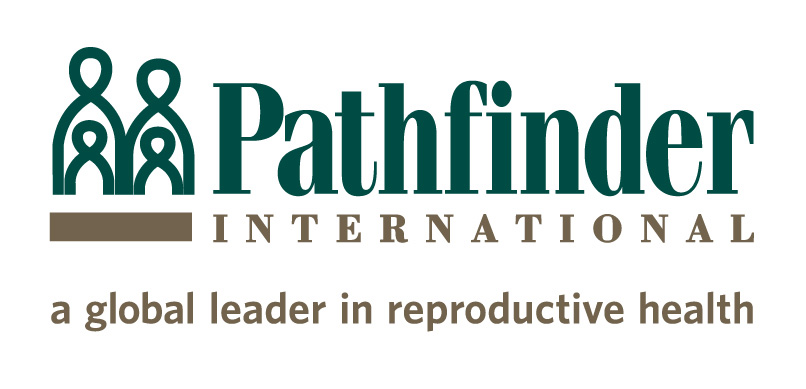 Pathfinder
INTERNATIONAL
a global leader in reproductive health